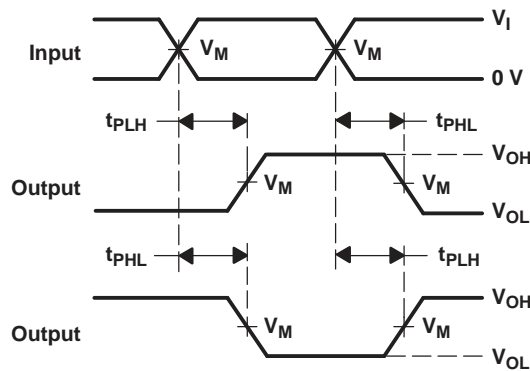 V_I
Input V_M V_M
0 V
t_PLH t_PHL
V_OH
Output V_M V_M
V_OL
t_PHL t_PLH
V_OH
Output V_M V_M
V_OL